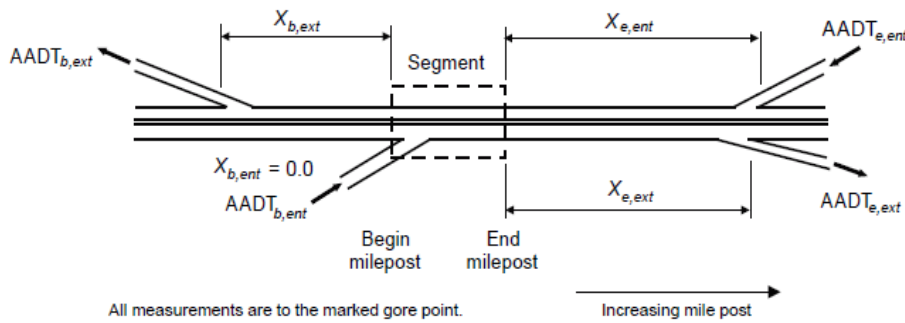 X_b,ext
X_e,ent
AADT_e,ent
AADT_b,ext
Segment
X_b,ent = 0.0
AADT_b,ent
X_e,ext
AADT_e,ext
Begin
milepost
End
milepost
All measurements are to the marked gore point.
Increasing mile post